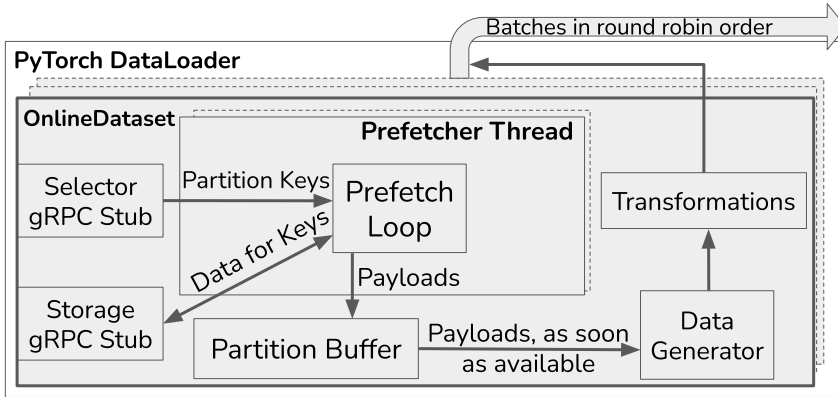 Batches in round robin order
PyTorch DataLoader
OnlineDataset
Prefetcher Thread
Selector
gRPC Stub
Partition Keys
Prefetch
Loop
Transformations
Data for Keys
Payloads
Storage
gRPC Stub
Partition Buffer
Payloads, as soon
as available
Data
Generator